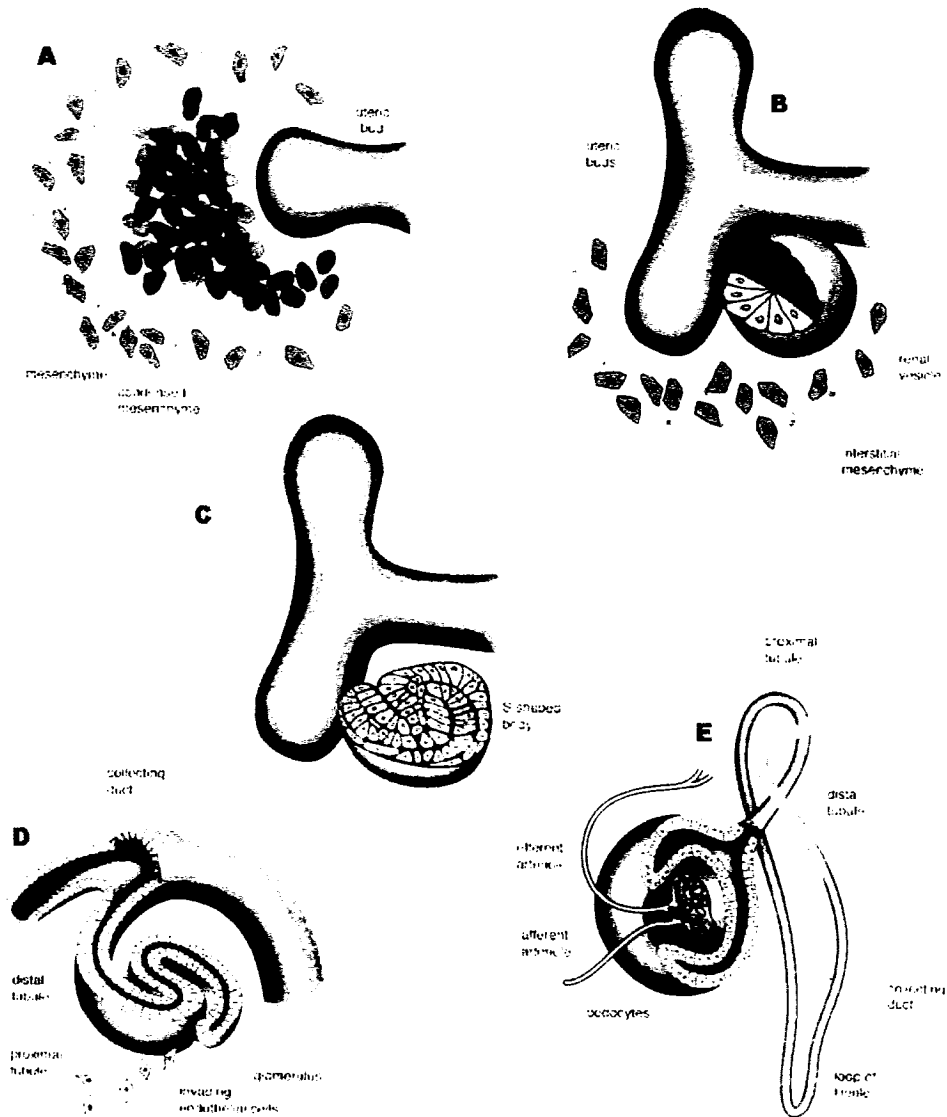 A
ureteric
bud
mesenchyme
condensed
mesenchyme
B
ureteric
buds
renal
vesicle
interstitial
mesenchyme
C
S shaped
body
D
collecting
duct
distal
tubule
proximal
tubule
invading
endothelial cells
glomerulus
E
proximal
tubule
distal
tubule
efferent
arteriole
afferent
arteriole
podocytes
collecting
duct
loop of
Henle